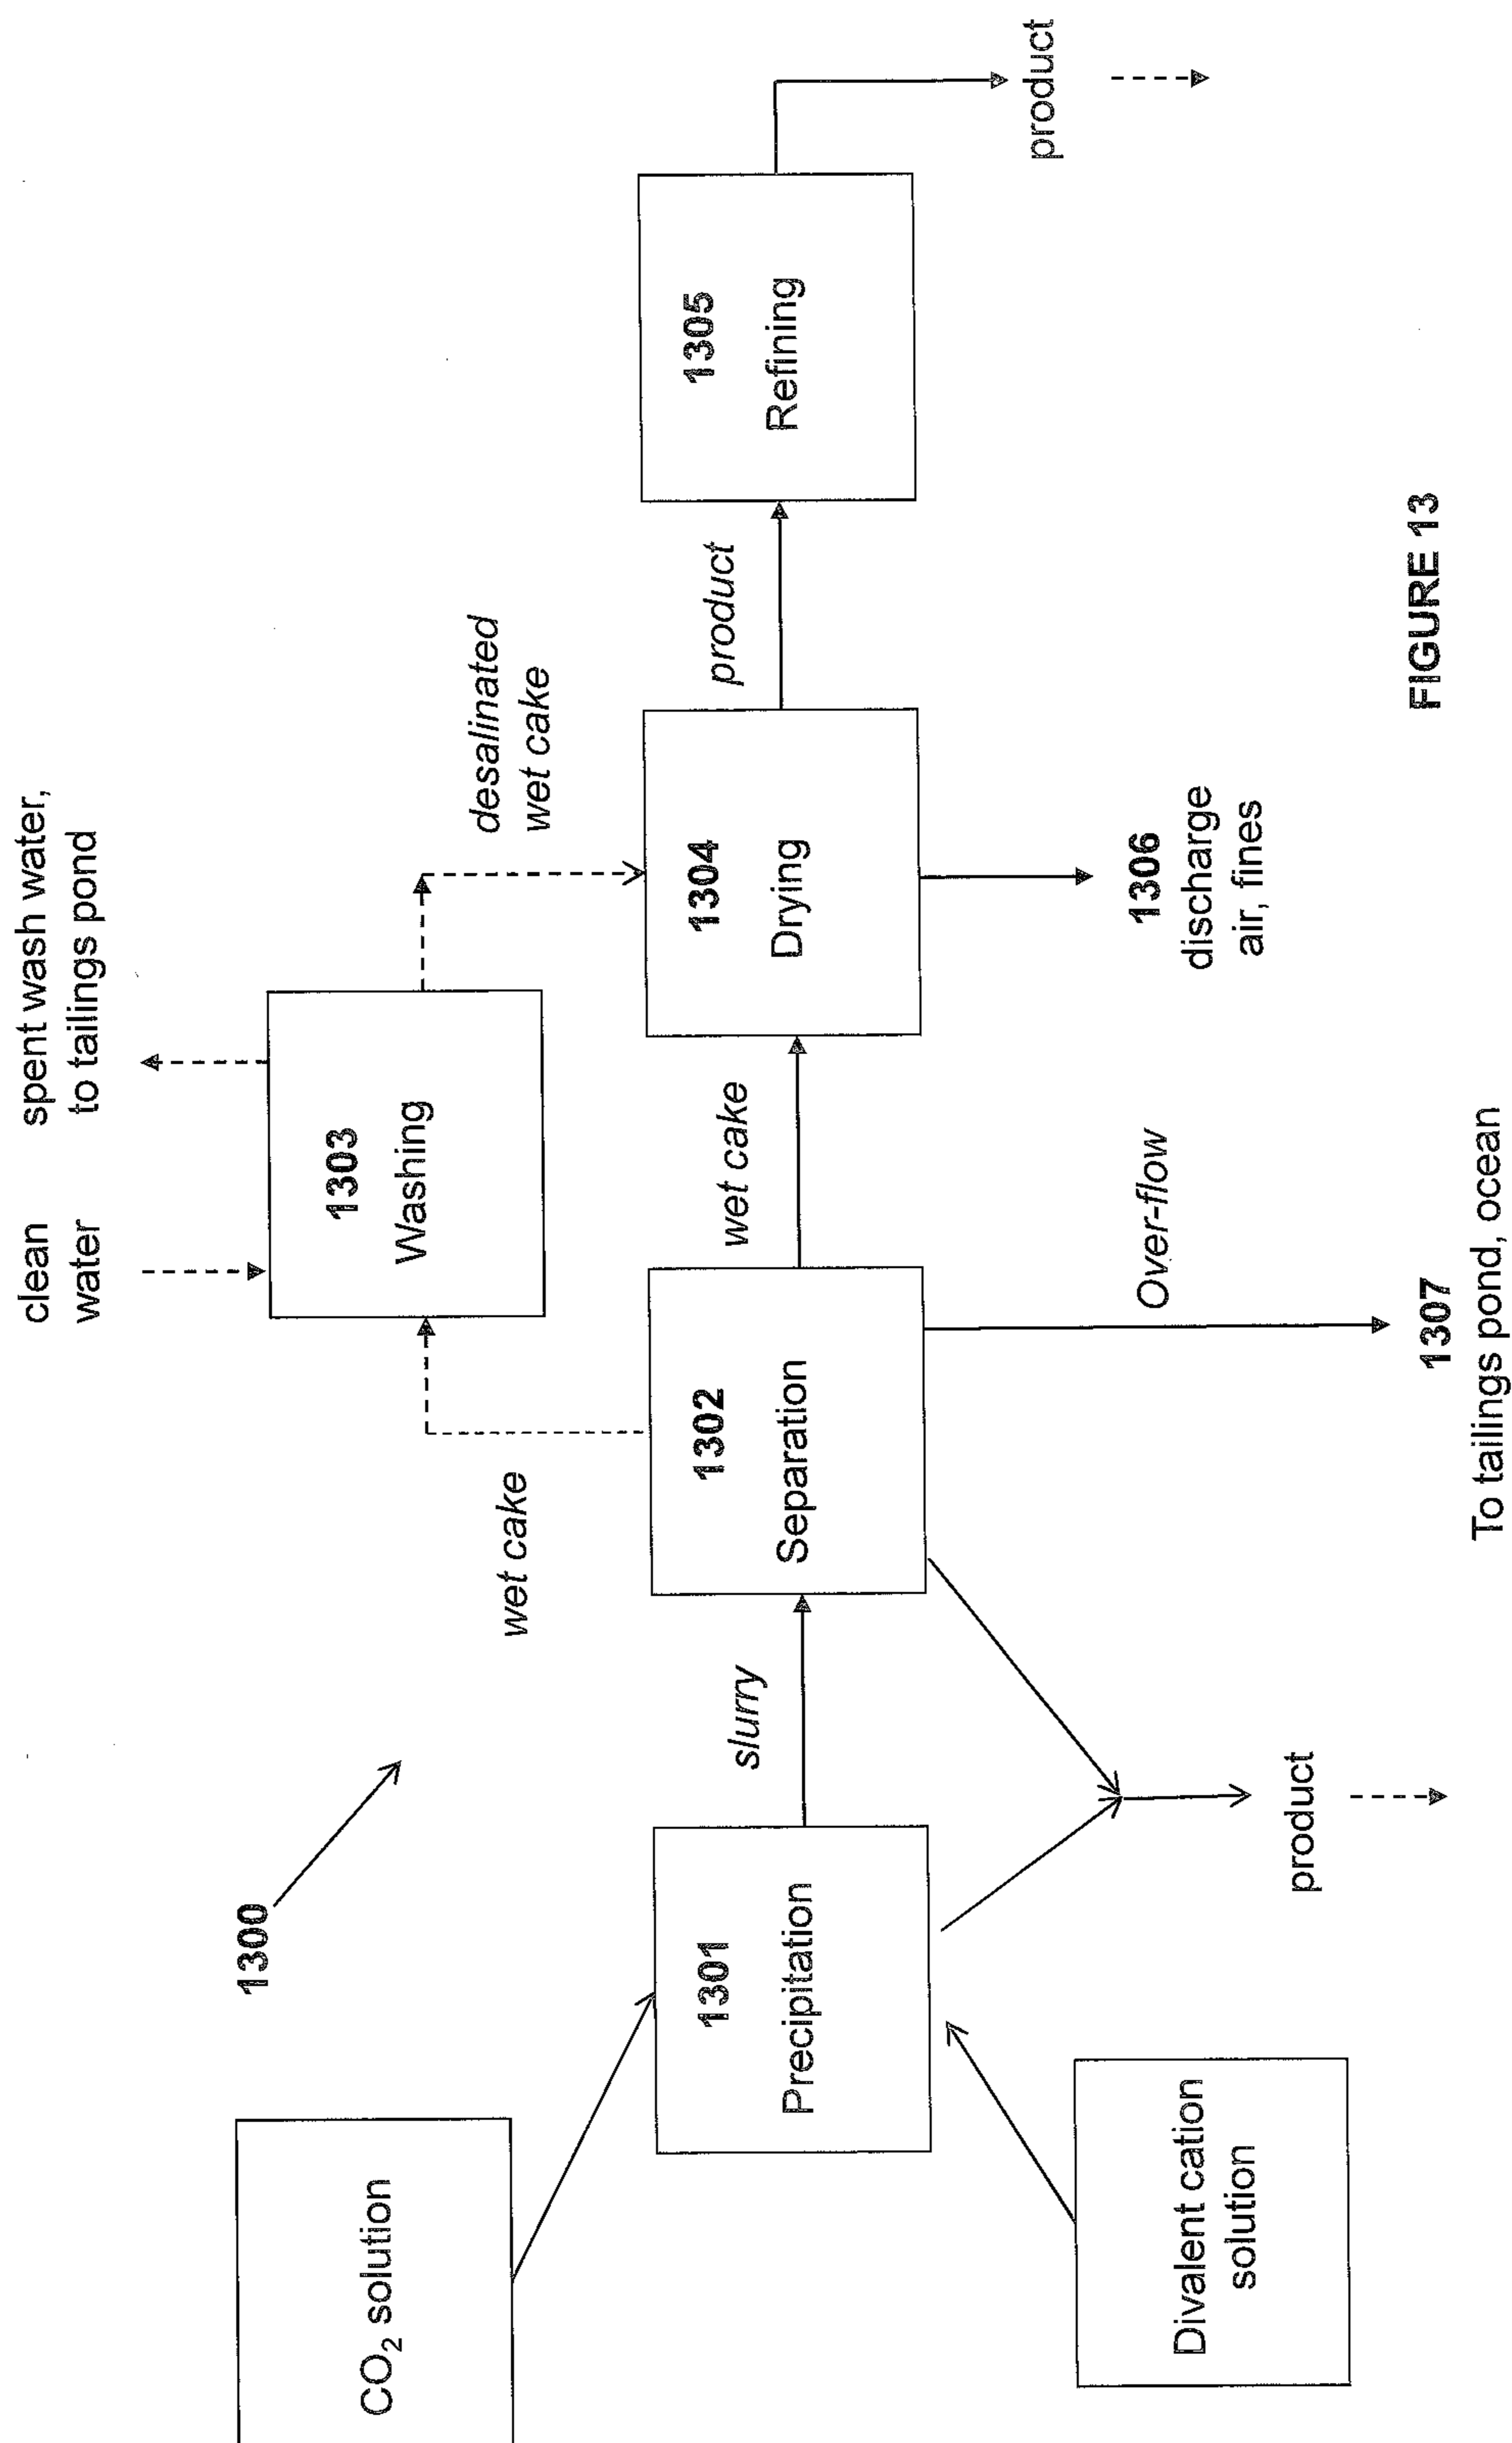 clean
water
spent wash water,
to tailings pond
1300
CO₂ solution
1303
Washing
wet cake
desalinated
wet cake
1301
Precipitation
slurry
1302
Separation
wet cake
1304
Drying
product
1305
Refining
Divalent cation
solution
product
Over-flow
1307
To tailings pond, ocean
1306
discharge
air, fines
product
FIGURE 13